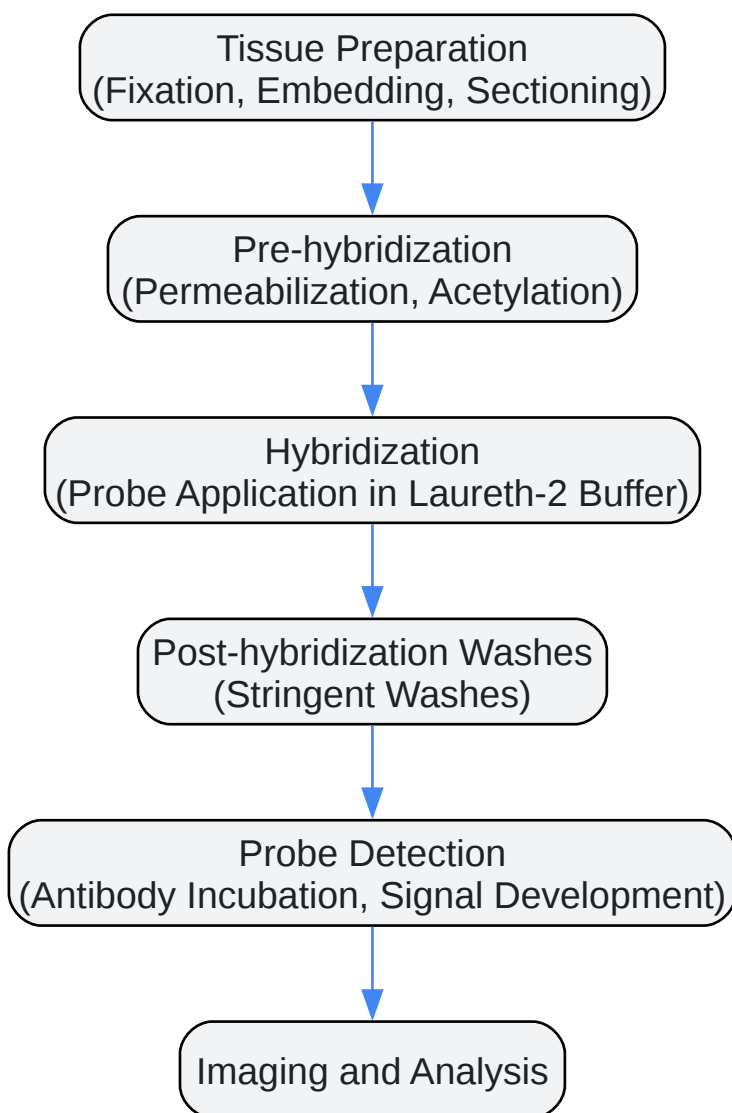 Tissue Preparation
(Fixation, Embedding, Sectioning)
Pre-hybridization
(Permeabilization, Acetylation)
Hybridization
(Probe Application in Laureth-2 Buffer)
Post-hybridization Washes
(Stringent Washes)
Probe Detection
(Antibody Incubation, Signal Development)
Imaging and Analysis